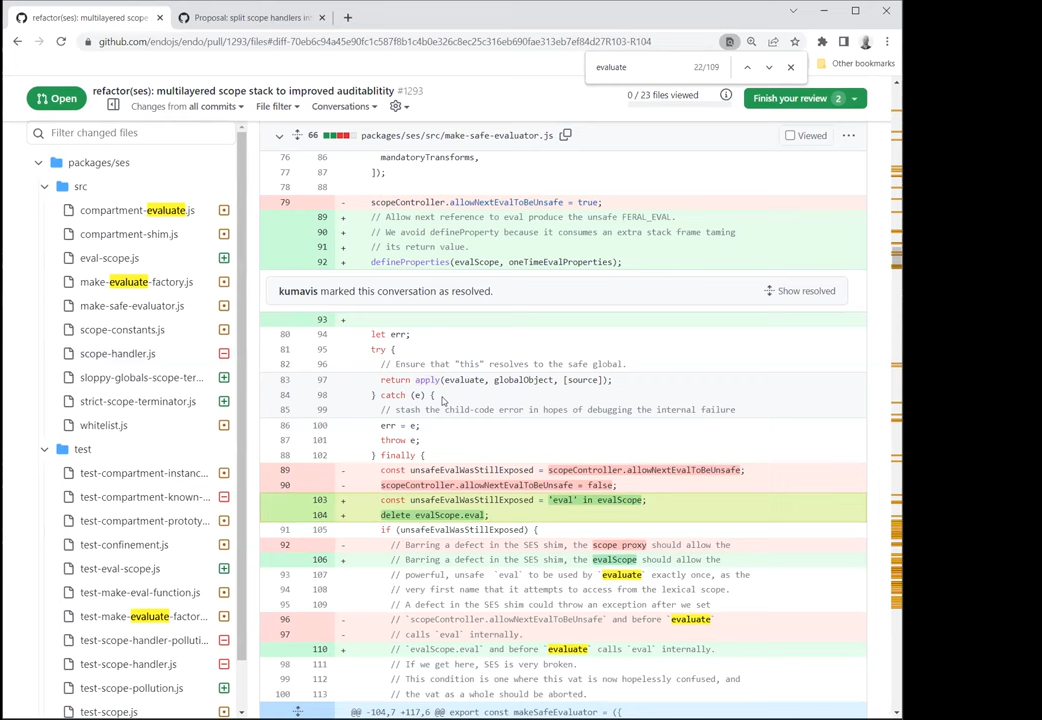 refactor(ses): multilayered scope
Proposal: split scope handlers in
github.com/endojs/endo/pull/1293/files#diff-70eb6c94a45e90fc1c587f8b1c4b0e326c8ec25c316eb690fae313eb7ef84d27R103-R104
evaluate
22/109
Other bookmarks
Open
refactor(ses): multilayered scope stack to improved auditabltity #1293
Changes from all commits
File filter
Conversations
0 / 23 files viewed
Finish your review 2
Filter changed files
packages/ses
src
compartment-evaluate.js
compartment-shim.js
eval-scope.js
make-evaluate-factory.js
make-safe-evaluator.js
scope-constants.js
scope-handler.js
sloppy-globals-scope-ter...
strict-scope-terminator.js
whitelist.js
test
test-compartment-instanc...
test-compartment-known-...
test-compartment-prototy...
test-confinement.js
test-eval-scope.js
test-make-eval-function.js
test-make-evaluate-factor...
test-scope-handler-polluti...
test-scope-handler.js
test-scope-pollution.js
test-scope.js
66 packages/ses/src/make-safe-evaluator.js
Viewed
76 86 mandatoryTransforms,
77 87 ]);
78 88
79 - scopeController.allowNextEvalToBeUnsafe = true;
89 + // Allow next reference to eval produce the unsafe FERAL_EVAL.
90 + // We avoid defineProperty because it consumes an extra stack frame taming
91 + // its return value.
92 + defineProperties(evalScope, oneTimeEvalProperties);
kumavis marked this conversation as resolved.
Show resolved
93 +
80 94 let err;
81 95 try {
82 96 // Ensure that "this" resolves to the safe global.
83 97 return apply(evaluate, globalObject, [source]);
84 98 } catch (e) {
85 99 // stash the child-code error in hopes of debugging the internal failure
86 100 err = e;
87 101 throw e;
88 102 } finally {
89 - const unsafeEvalWasStillExposed = scopeController.allowNextEvalToBeUnsafe;
90 - scopeController.allowNextEvalToBeUnsafe = false;
103 + const unsafeEvalWasStillExposed = 'eval' in evalScope;
104 + delete evalScope.eval;
91 105 if (unsafeEvalWasStillExposed) {
92 - // Barring a defect in the SES shim, the scope proxy should allow the
106 + // Barring a defect in the SES shim, the evalScope should allow the
93 107 // powerful, unsafe `eval` to be used by `evaluate` exactly once, as the
94 108 // very first name that it attempts to access from the lexical scope.
95 109 // A defect in the SES shim could throw an exception after we set
96 - // `scopeController.allowNextEvalToBeUnsafe` and before `evaluate`
97 - // calls `eval` internally.
110 + // `evalScope.eval` and before `evaluate` calls `eval` internally.
98 111 // If we get here, SES is very broken.
99 112 // This condition is one where this vat is now hopelessly confused, and
100 113 // the vat as a whole should be aborted.
@@ -104,7 +117,6 @@ export const makeSafeEvaluator = ({